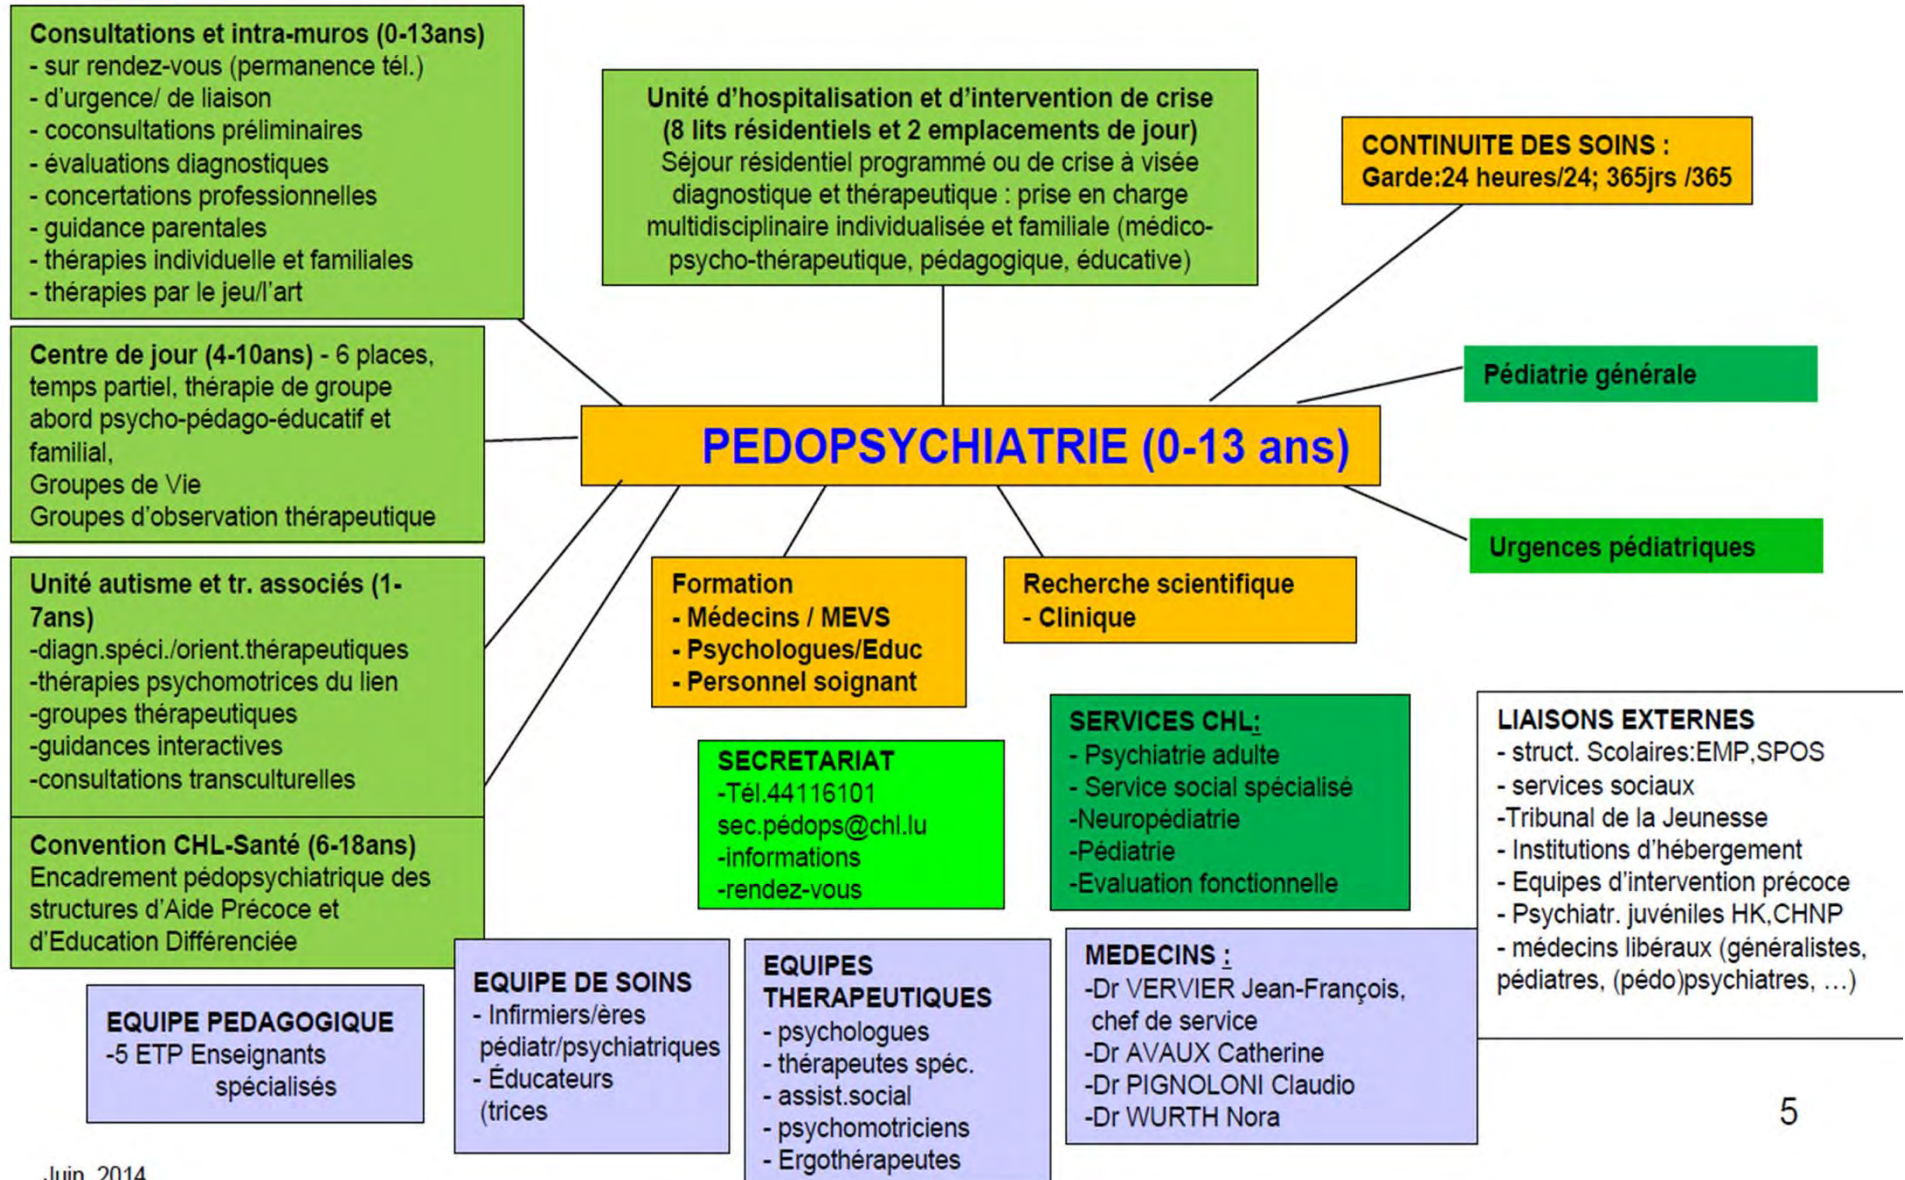 Consultations et intra-muros (0-13ans)
- sur rendez-vous (permanence tél.)
- d'urgence/ de liaison
- coconsultations préliminaires
- évaluations diagnostiques
- concertations professionnelles
- guidance parentales
- thérapies individuelle et familiales
- thérapies par le jeu/l'art
Unité d'hospitalisation et d'intervention de crise
(8 lits résidentiels et 2 emplacements de jour)
Séjour résidentiel programmé ou de crise à visée
diagnostique et thérapeutique : prise en charge
multidisciplinaire individualisée et familiale (médico-
psycho-thérapeutique, pédagogique, éducative)
CONTINUITE DES SOINS :
Garde:24 heures/24; 365jrs /365
Centre de jour (4-10ans) - 6 places,
temps partiel, thérapie de groupe
abord psycho-pédago-éducatif et
familial,
Groupes de Vie
Groupes d'observation thérapeutique
Pédiatrie générale
PEDOPSYCHIATRIE (0-13 ans)
Urgences pédiatriques
Unité autisme et tr. associés (1-
7ans)
-diagn.spéci./orient.thérapeutiques
-thérapies psychomotrices du lien
-groupes thérapeutiques
-guidances interactives
-consultations transculturelles
Formation
- Médecins / MEVS
- Psychologues/Educ
- Personnel soignant
Recherche scientifique
- Clinique
Convention CHL-Santé (6-18ans)
Encadrement pédopsychiatrique des
structures d'Aide Précoce et
d'Education Différenciée
SECRETARIAT
-Tél.44116101
sec.pédops@chl.lu
-informations
-rendez-vous
SERVICES CHL:
- Psychiatrie adulte
- Service social spécialisé
-Neuropédiatrie
-Pédiatrie
-Evaluation fonctionnelle
LIAISONS EXTERNES
- struct. Scolaires:EMP,SPOS
- services sociaux
-Tribunal de la Jeunesse
- Institutions d'hébergement
- Equipes d'intervention précoce
- Psychiatr. juvéniles HK,CHNP
- médecins libéraux (généralistes,
pédiatres, (pédo)psychiatres, …)
EQUIPE PEDAGOGIQUE
-5 ETP Enseignants
spécialisés
EQUIPE DE SOINS
- Infirmiers/ères
pédiatr/psychiatriques
- Éducateurs
(trices
EQUIPES
THERAPEUTIQUES
- psychologues
- thérapeutes spéc.
- assist.social
- psychomotriciens
- Ergothérapeutes
MEDECINS :
-Dr VERVIER Jean-François,
chef de service
-Dr AVAUX Catherine
-Dr PIGNOLONI Claudio
-Dr WURTH Nora
5
Juin 2014